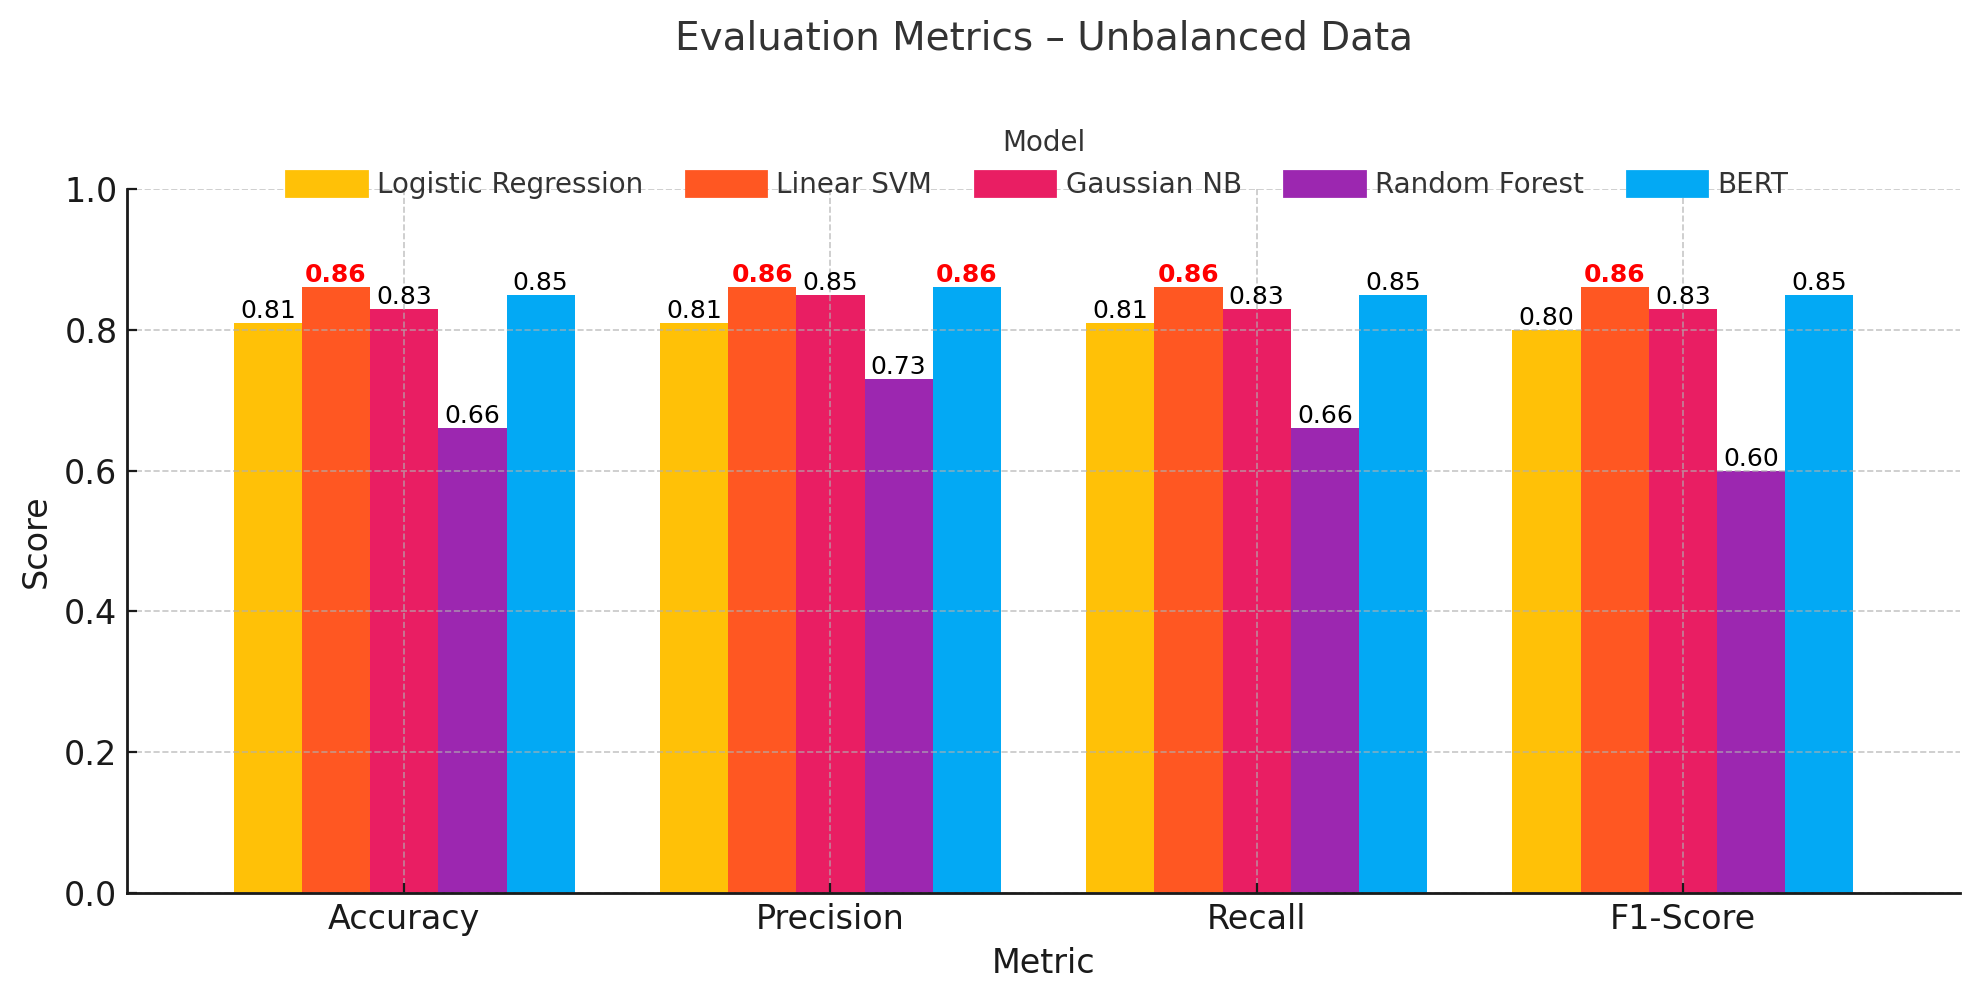 Evaluation Metrics – Unbalanced Data
Model
Logistic Regression Linear SVM Gaussian NB Random Forest BERT
1.0
0.8
0.6
0.4
0.2
0.0
Score
0.81 0.86 0.83 0.66 0.85
0.81 0.86 0.85 0.73 0.86
0.81 0.86 0.83 0.66 0.85
0.80 0.86 0.83 0.60 0.85
Accuracy Precision Recall F1-Score
Metric